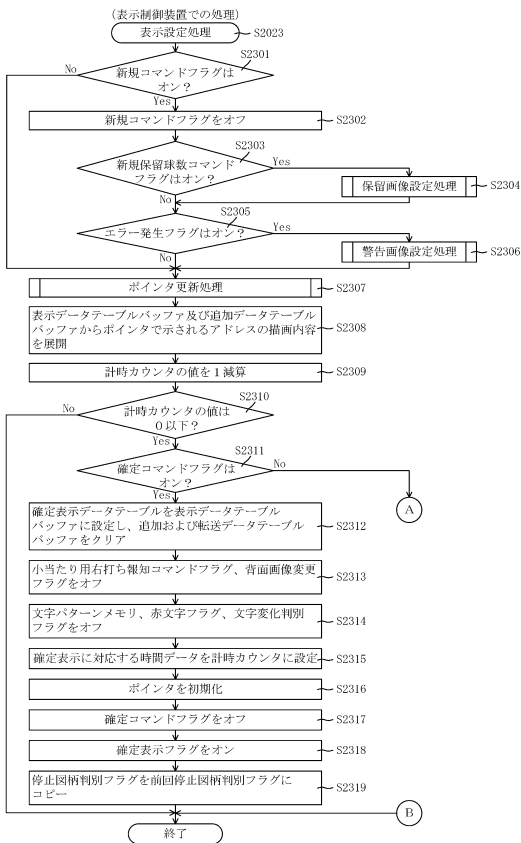 (表示制御装置での処理)
表示設定処理
S2023
S2301
新規コマンドフラグは
オン？
No
Yes
新規コマンドフラグをオフ
S2302
S2303
新規保留球数コマンド
フラグはオン？
Yes
No
保留画像設定処理
S2304
S2305
エラー発生フラグはオン？
Yes
No
警告画像設定処理
S2306
ポインタ更新処理
S2307
表示データテーブルバッファ及び追加データテーブル
バッファからポインタで示されるアドレスの描画内容
を展開
S2308
計時カウンタの値を１減算
S2309
S2310
計時カウンタの値は
０以下？
No
Yes
S2311
確定コマンドフラグは
オン？
No
Yes
A
確定表示データテーブルを表示データテーブル
バッファに設定し、追加および転送データテーブル
バッファをクリア
S2312
小当たり用右打ち報知コマンドフラグ、背面画像変更
フラグをオフ
S2313
文字パターンメモリ、赤文字フラグ、文字変化判別
フラグをオフ
S2314
確定表示に対応する時間データを計時カウンタに設定
S2315
ポインタを初期化
S2316
確定コマンドフラグをオフ
S2317
確定表示フラグをオン
S2318
停止図柄判別フラグを前回停止図柄判別フラグに
コピー
S2319
B
終了